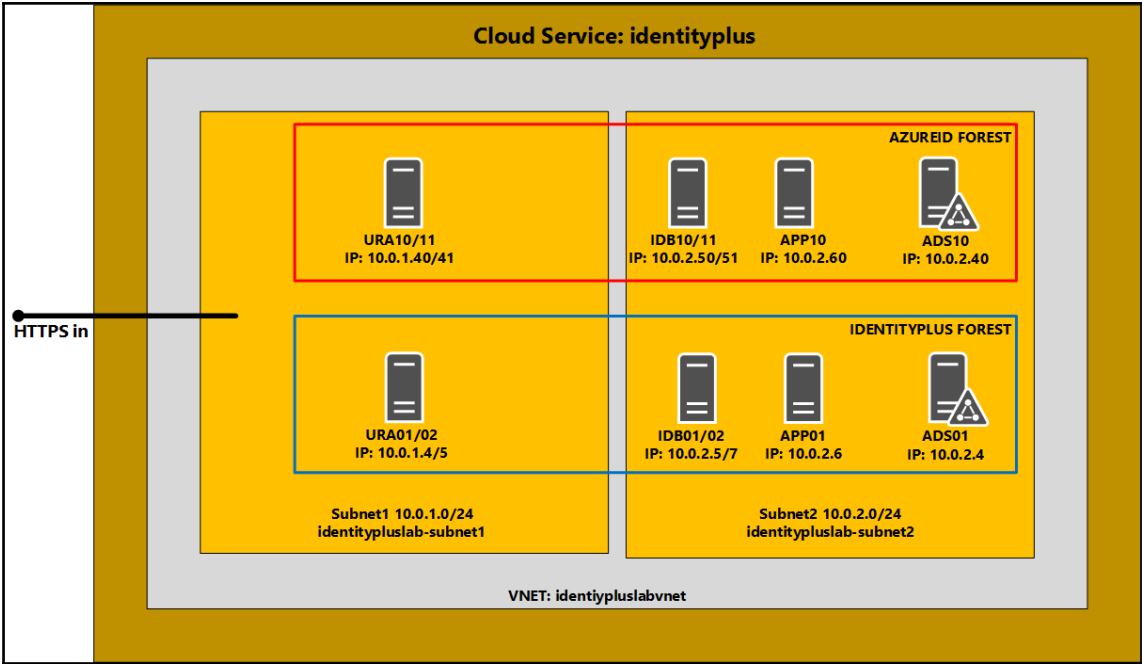 Cloud Service: identityplus
AZUREID FOREST
URA10/11
IP: 10.0.1.40/41
IDB10/11
IP: 10.0.2.50/51
APP10
IP: 10.0.2.60
ADS10
IP: 10.0.2.40
HTTPS in
IDENTITYPLUS FOREST
URA01/02
IP: 10.0.1.4/5
IDB01/02
IP: 10.0.2.5/7
APP01
IP: 10.0.2.6
ADS01
IP: 10.0.2.4
Subnet1 10.0.1.0/24
identitypluslab-subnet1
Subnet2 10.0.2.0/24
identitypluslab-subnet2
VNET: identiypluslabvnet